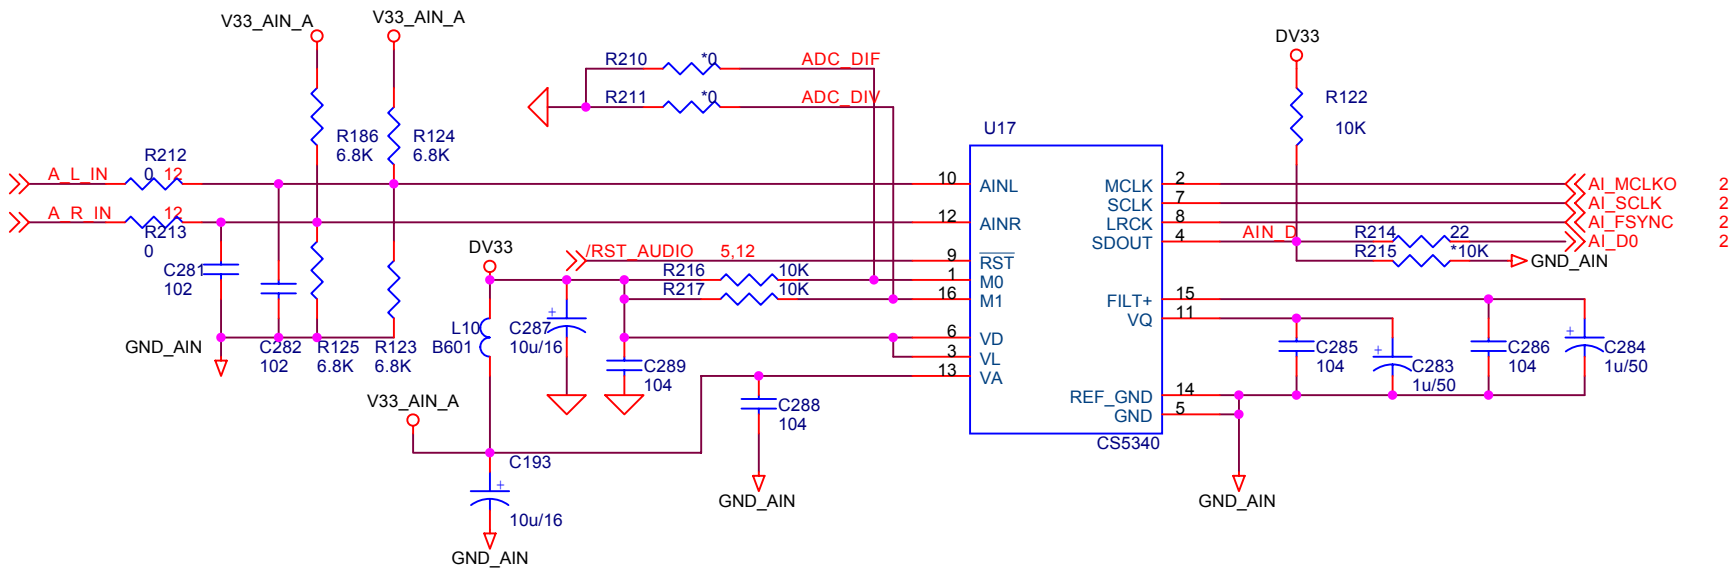 V33_AIN_A
V33_AIN_A
R186
6.8K
R124
6.8K
R210 *0 ADC_DIF
R211 *0 ADC_DIV
DV33
R122
10K
U17
A_L_IN
R212
0 12
A_R_IN
12
R213
0
C281
102
GND_AIN
C282
102
R125
6.8K
R123
6.8K
DV33
/RST_AUDIO 5,12
R216 10K
R217 10K
L10
B601
C287
+
10u/16
C289
104
V33_AIN_A
C193
+
10u/16
GND_AIN
C288
104
GND_AIN
10 AINL
12 AINR
9 RST
1 M0
16 M1
6 VD
3 VL
13 VA
MCLK 2
SCLK 7
LRCK 8
SDOUT 4
FILT+ 15
VQ 11
REF_GND 14
GND 5
CS5340
AI_MCLKO 2
AI_SCLK 2
AI_FSYNC 2
AIN_D
R214 22
AI_D0 2
R215 *10K
GND_AIN
C285
104
+
C283
1u/50
C286
104
+
C284
1u/50
GND_AIN